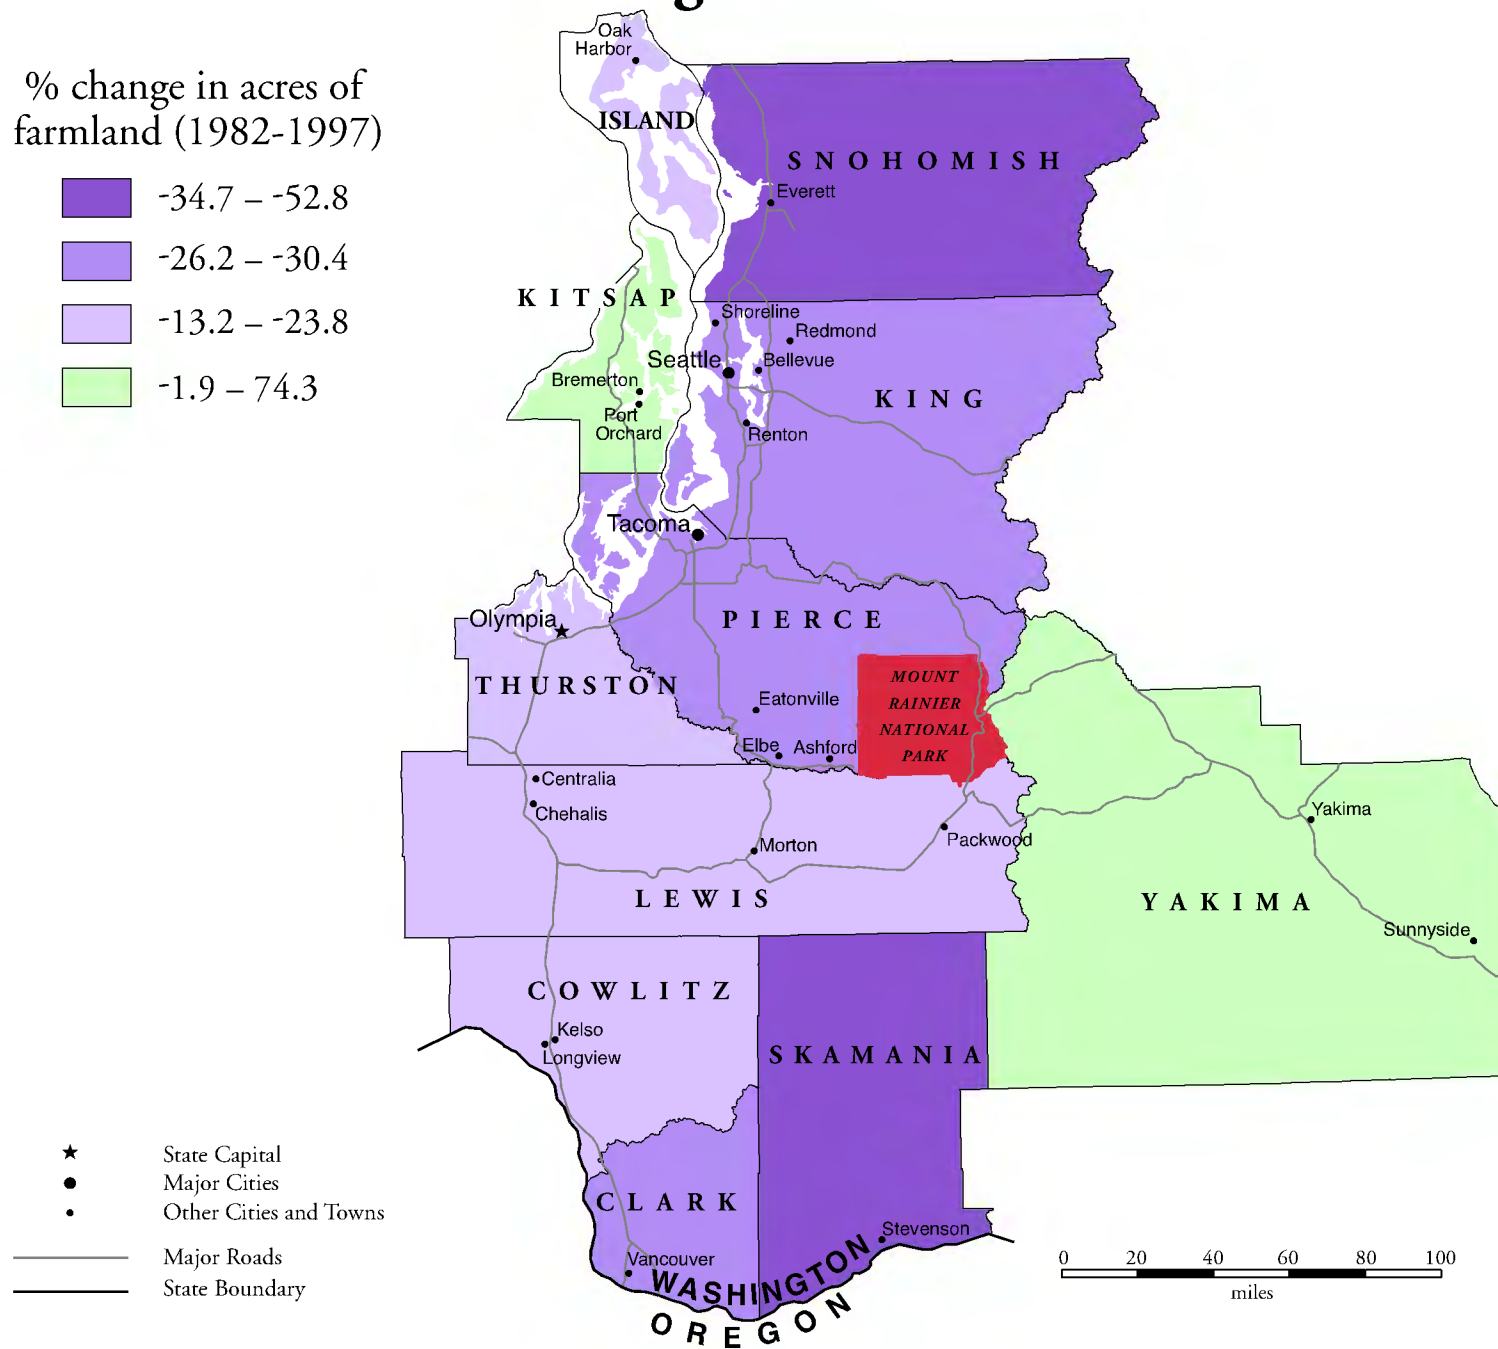 % change in acres of
farmland (1982-1997)
-34.7 – -52.8
-26.2 – -30.4
-13.2 – -23.8
-1.9 – 74.3
Oak
Harbor
ISLAND
SNOHOMISH
Everett
KITSAP
Shoreline
Redmond
Seattle
Bellevue
Bremerton
KING
Port
Orchard
Renton
Tacoma
Olympia
PIERCE
THURSTON
MOUNT
RAINIER
NATIONAL
PARK
Eatonville
Elbe
Ashford
Centralia
Chehalis
Yakima
Morton
Packwood
LEWIS
YAKIMA
Sunnyside
COWLITZ
Kelso
Longview
SKAMANIA
CLARK
Stevenson
Vancouver
WASHINGTON
OREGON
State Capital
Major Cities
Other Cities and Towns
Major Roads
State Boundary
0 20 40 60 80 100
miles